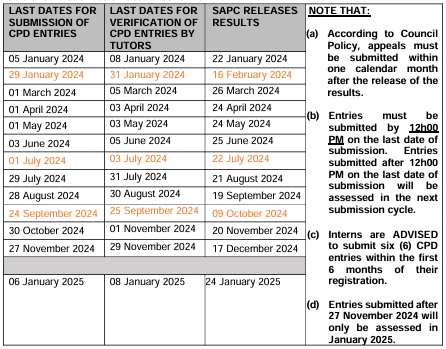 LAST DATES FOR SUBMISSION OF CPD ENTRIES | LAST DATES FOR VERIFICATION OF CPD ENTRIES BY TUTORS | SAPC RELEASES RESULTS
05 January 2024 | 08 January 2024 | 22 January 2024
29 January 2024 | 31 January 2024 | 16 February 2024
01 March 2024 | 05 March 2024 | 26 March 2024
01 April 2024 | 03 April 2024 | 24 April 2024
01 May 2024 | 03 May 2024 | 24 May 2024
03 June 2024 | 05 June 2024 | 25 June 2024
01 July 2024 | 03 July 2024 | 22 July 2024
29 July 2024 | 31 July 2024 | 21 August 2024
28 August 2024 | 30 August 2024 | 19 September 2024
24 September 2024 | 25 September 2024 | 09 October 2024
30 October 2024 | 01 November 2024 | 20 November 2024
27 November 2024 | 29 November 2024 | 17 December 2024
06 January 2025 | 08 January 2025 | 24 January 2025
NOTE THAT:
(a) According to Council
Policy, appeals must
be submitted within
one calendar month
after the release of the
results.
(b) Entries must be
submitted by 12h00
PM on the last date of
submission. Entries
submitted after 12h00
PM on the last date of
submission will be
assessed in the next
submission cycle.
(c) Interns are ADVISED
to submit six (6) CPD
entries within the first
6 months of their
registration.
(d) Entries submitted after
27 November 2024 will
only be assessed in
January 2025.